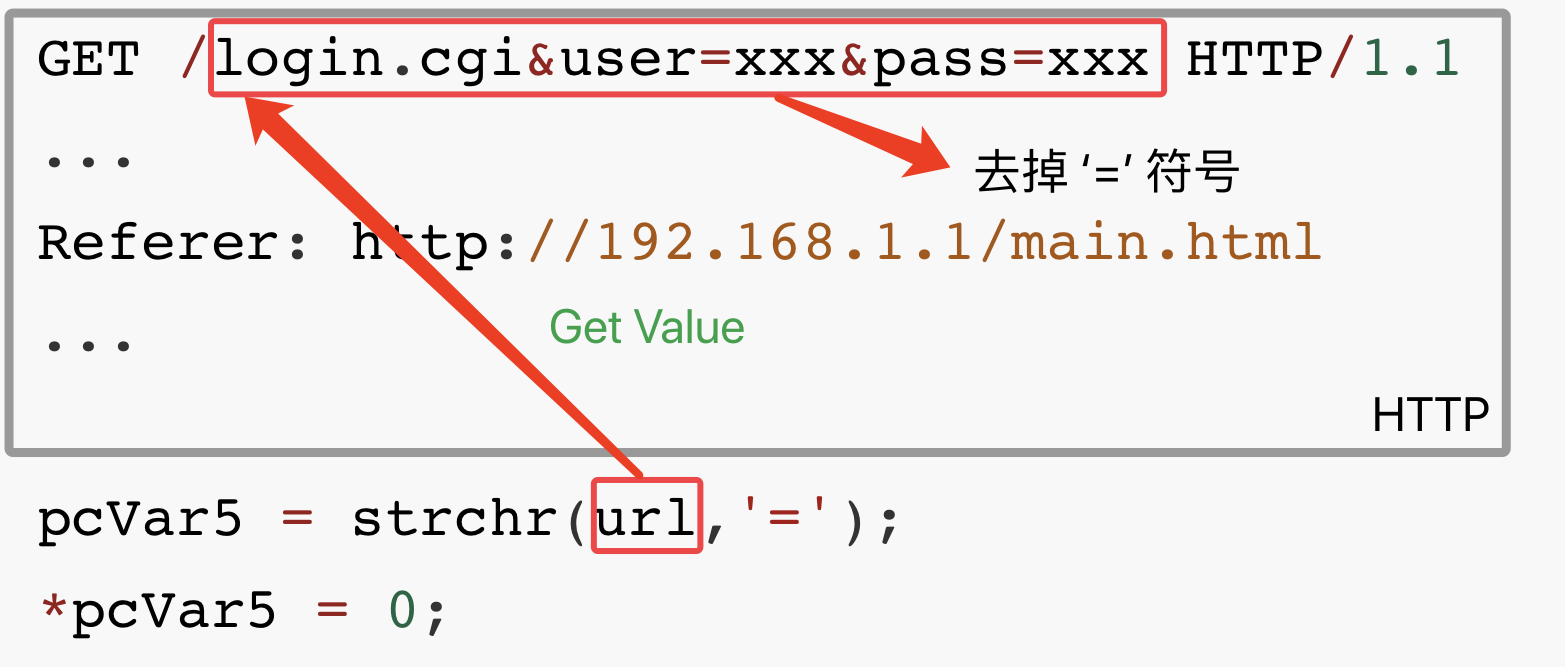 GET /login.cgi&user=xxx&pass=xxx HTTP/1.1
...
去掉 ‘=’ 符号
Referer: http://192.168.1.1/main.html
Get Value
...
HTTP
pcVar5 = strchr(url,'=');
*pcVar5 = 0;